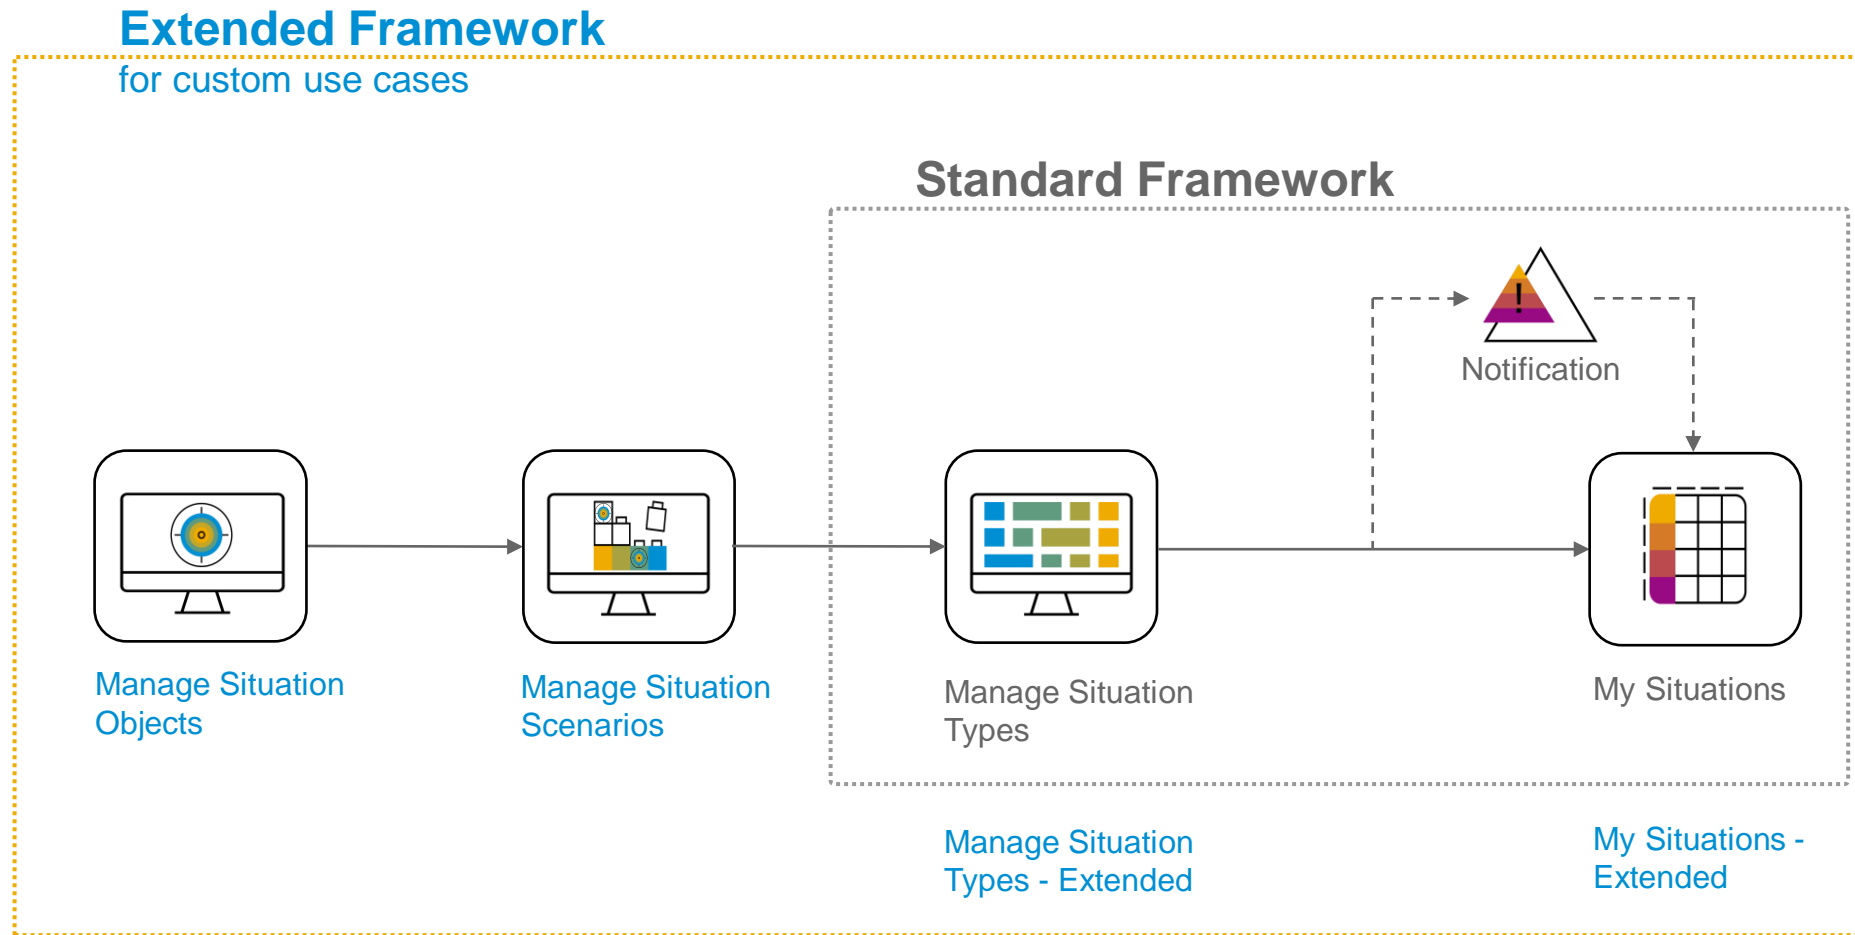 Extended Framework
for custom use cases
Standard Framework
!
Notification
Manage Situation
Objects
Manage Situation
Scenarios
Manage Situation
Types
My Situations
Manage Situation
Types - Extended
My Situations -
Extended